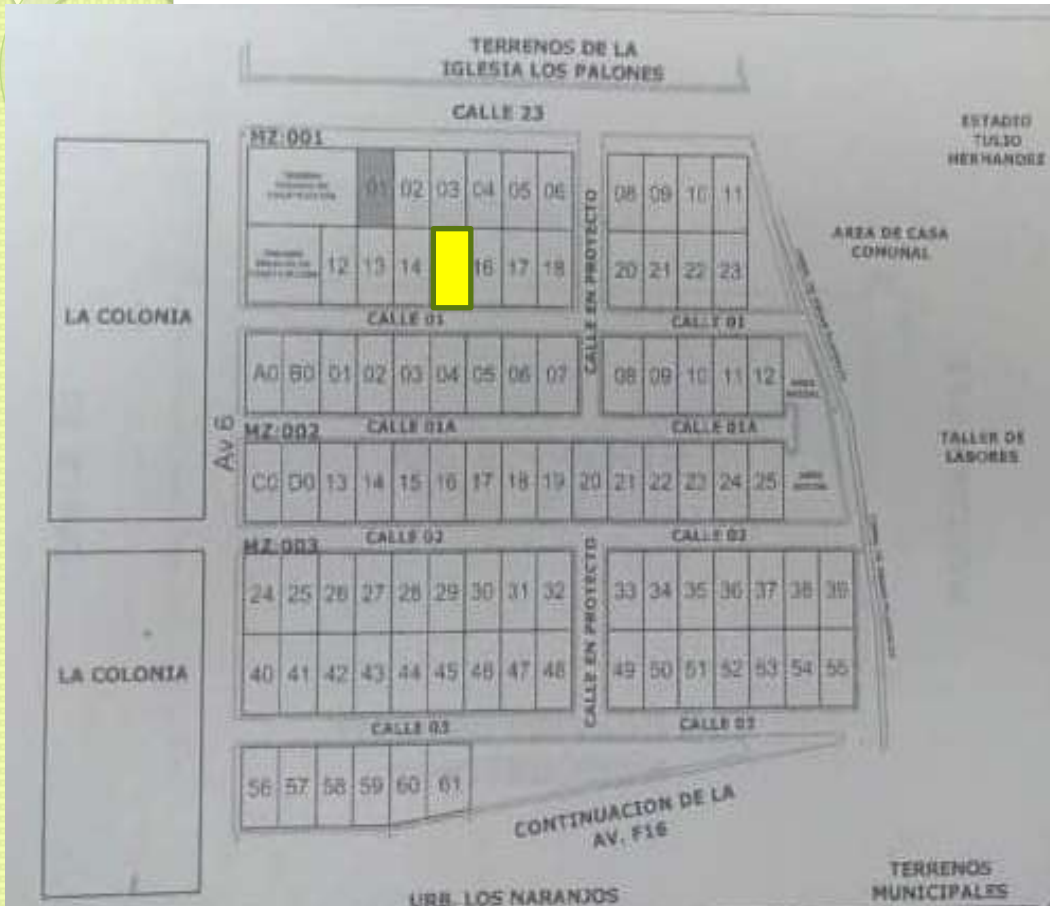 TERRENOS DE LA
IGLESIA LOS PALONES
CALLE 23
ESTADIO
TULIO
HERNANDEZ
MZ:001
01 02 03 04 05 06
08 09 10 11
AREA DE CASA
COMUNAL
12 13 14 16 17 18
20 21 22 23
CALLE EN PROYECTO
LA COLONIA
CALLE 01
CALLE 01
A0 B0 01 02 03 04 05 06 07
08 09 10 11 12
Av 6
MZ:002
CALLE 01A
CALLE 01A
TALLER DE
LABORES
C0 D0 13 14 15 16 17 18 19 20 21 22 23 24 25
MZ:003
CALLE 02
CALLE 02
24 25 26 27 28 29 30 31 32
33 34 35 36 37 38 39
CALLE EN PROYECTO
LA COLONIA
40 41 42 43 44 45 46 47 48
49 50 51 52 53 54 55
CALLE 03
CALLE 03
56 57 58 59 60 61
CONTINUACION DE LA
AV. F16
URB. LOS NARANJOS
TERRENOS
MUNICIPALES